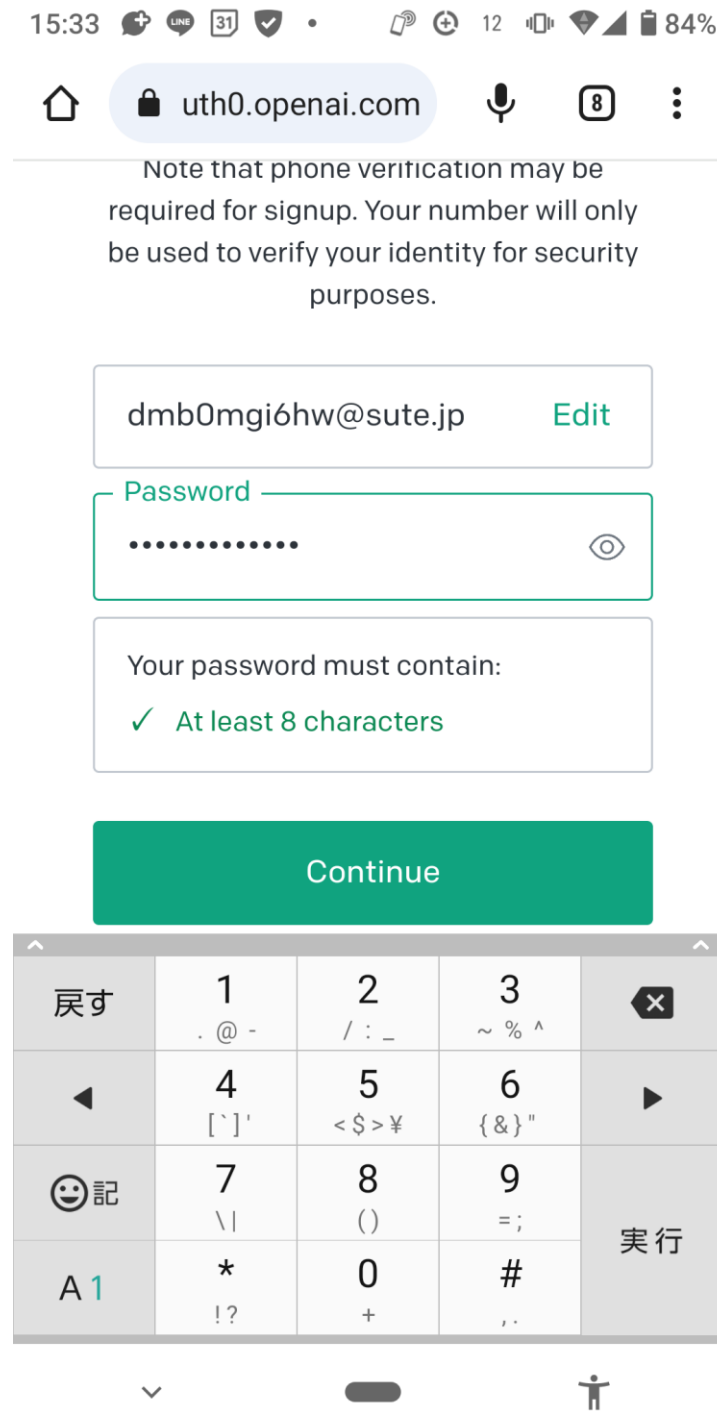 15:33 LINE 31 12 84%
uth0.openai.com 8
Note that phone verification may be
required for signup. Your number will only
be used to verify your identity for security
purposes.
dmb0mgi6hw@sute.jp Edit
Password
•••••••••••••
Your password must contain:
✓ At least 8 characters
Continue
戻す 1 2 3
. @ - / : _ ~ % ^
4 5 6
[ ` ] ' < $ > ¥ { & } "
記 7 8 9
\ | ( ) = ;
実行
A1 * 0 #
! ? + , .